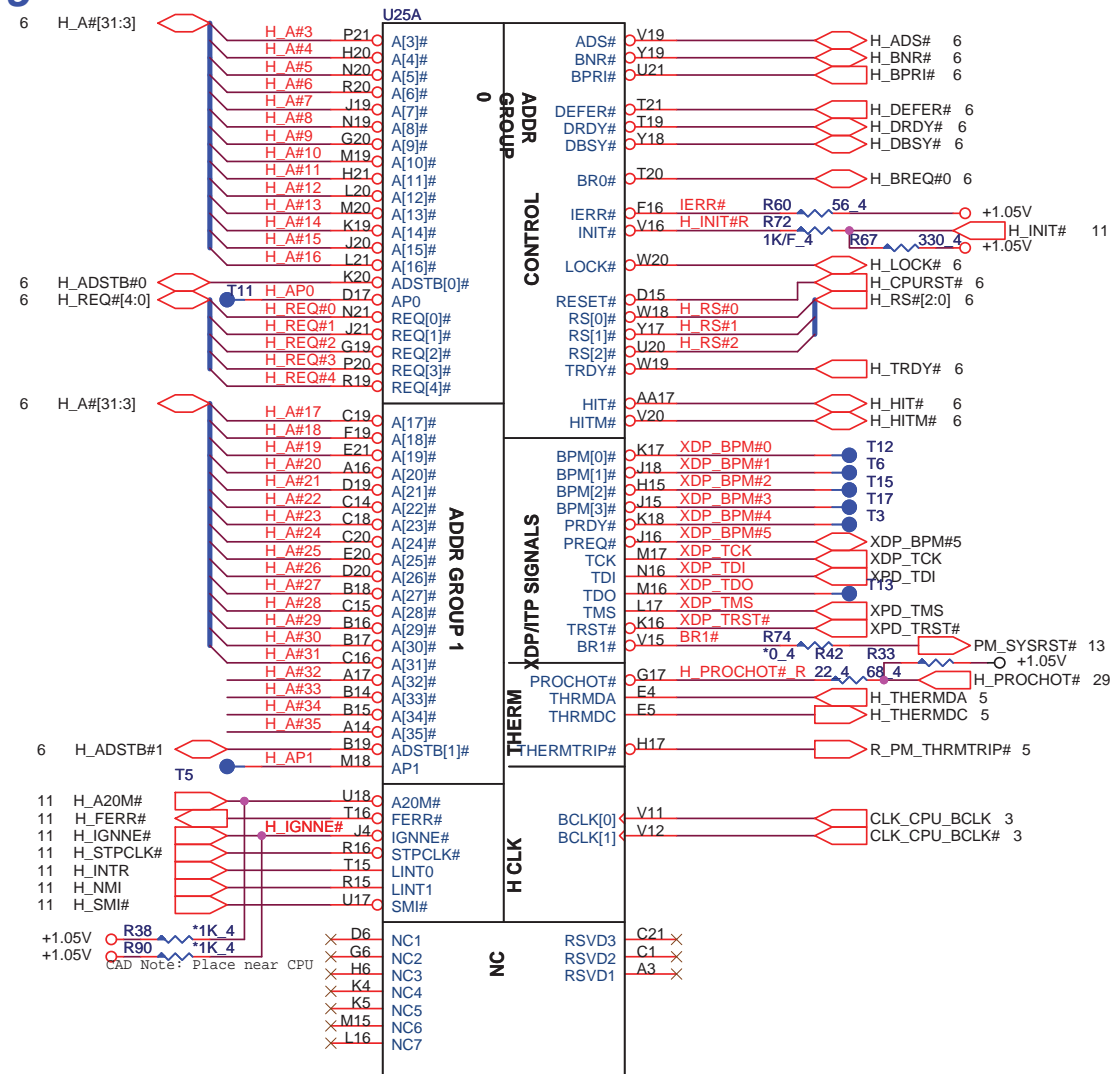 U25A
6 H_A#[31:3]
H_A#3 P21 A[3]#
H_A#4 H20 A[4]#
H_A#5 N20 A[5]#
H_A#6 R20 A[6]#
H_A#7 J19 A[7]#
H_A#8 N19 A[8]#
H_A#9 G20 A[9]#
H_A#10 M19 A[10]#
H_A#11 H21 A[11]#
H_A#12 L20 A[12]#
H_A#13 M20 A[13]#
H_A#14 K19 A[14]#
H_A#15 J20 A[15]#
H_A#16 L21 A[16]#
6 H_ADSTB#0 K20 ADSTB[0]#
T11 H_AP0 D17 AP0
6 H_REQ#[4:0]
H_REQ#0 N21 REQ[0]#
H_REQ#1 J21 REQ[1]#
H_REQ#2 G19 REQ[2]#
H_REQ#3 P20 REQ[3]#
H_REQ#4 R19 REQ[4]#
ADDR GROUP 0
6 H_A#[31:3]
H_A#17 C19 A[17]#
H_A#18 F19 A[18]#
H_A#19 E21 A[19]#
H_A#20 A16 A[20]#
H_A#21 D19 A[21]#
H_A#22 C14 A[22]#
H_A#23 C18 A[23]#
H_A#24 C20 A[24]#
H_A#25 E20 A[25]#
H_A#26 D20 A[26]#
H_A#27 B18 A[27]#
H_A#28 C15 A[28]#
H_A#29 B16 A[29]#
H_A#30 B17 A[30]#
H_A#31 C16 A[31]#
H_A#32 A17 A[32]#
H_A#33 B14 A[33]#
H_A#34 B15 A[34]#
H_A#35 A14 A[35]#
6 H_ADSTB#1 B19 ADSTB[1]#
T5 H_AP1 M18 AP1
ADDR GROUP 1
11 H_A20M# U18 A20M#
11 H_FERR# T16 FERR#
11 H_IGNNE# H_IGNNE# J4 IGNNE#
11 H_STPCLK# R16 STPCLK#
11 H_INTR T15 LINT0
11 H_NMI R15 LINT1
11 H_SMI# U17 SMI#
+1.05V R38 *1K_4
+1.05V R90 *1K_4
CAD Note: Place near CPU
D6 NC1
G6 NC2
H6 NC3
K4 NC4
K5 NC5
M15 NC6
L16 NC7
NC
ADS# V19 H_ADS# 6
BNR# Y19 H_BNR# 6
BPRI# U21 H_BPRI# 6
DEFER# T21 H_DEFER# 6
DRDY# T19 H_DRDY# 6
DBSY# Y18 H_DBSY# 6
BR0# T20 H_BREQ#0 6
IERR# F16 IERR# R60 56_4 +1.05V
INIT# V16 H_INIT#R R72 1K/F_4 H_INIT# 11
R67 330_4 +1.05V
LOCK# W20 H_LOCK# 6
RESET# D15 H_CPURST# 6
RS[0]# W18 H_RS#0 H_RS#[2:0] 6
RS[1]# Y17 H_RS#1
RS[2]# U20 H_RS#2
TRDY# W19 H_TRDY# 6
HIT# AA17 H_HIT# 6
HITM# V20 H_HITM# 6
CONTROL
BPM[0]# K17 XDP_BPM#0 T12
BPM[1]# J18 XDP_BPM#1 T6
BPM[2]# H15 XDP_BPM#2 T15
BPM[3]# J15 XDP_BPM#3 T17
PRDY# K18 XDP_BPM#4 T3
PREQ# J16 XDP_BPM#5 XDP_BPM#5
TCK M17 XDP_TCK XDP_TCK
TDI N16 XDP_TDI XPD_TDI
TDO M16 XDP_TDO T13
TMS L17 XDP_TMS XPD_TMS
TRST# K16 XDP_TRST# XPD_TRST#
BR1# V15 BR1# R74 *0_4 PM_SYSRST# 13
XDP/ITP SIGNALS
R33 68_4 +1.05V
PROCHOT# G17 H_PROCHOT#_R R42 22_4 H_PROCHOT# 29
THRMDA E4 H_THERMDA 5
THRMDC E5 H_THERMDC 5
THERMTRIP# H17 R_PM_THRMTRIP# 5
THERM
BCLK[0] V11 CLK_CPU_BCLK 3
BCLK[1] V12 CLK_CPU_BCLK# 3
H CLK
RSVD3 C21
RSVD2 C1
RSVD1 A3